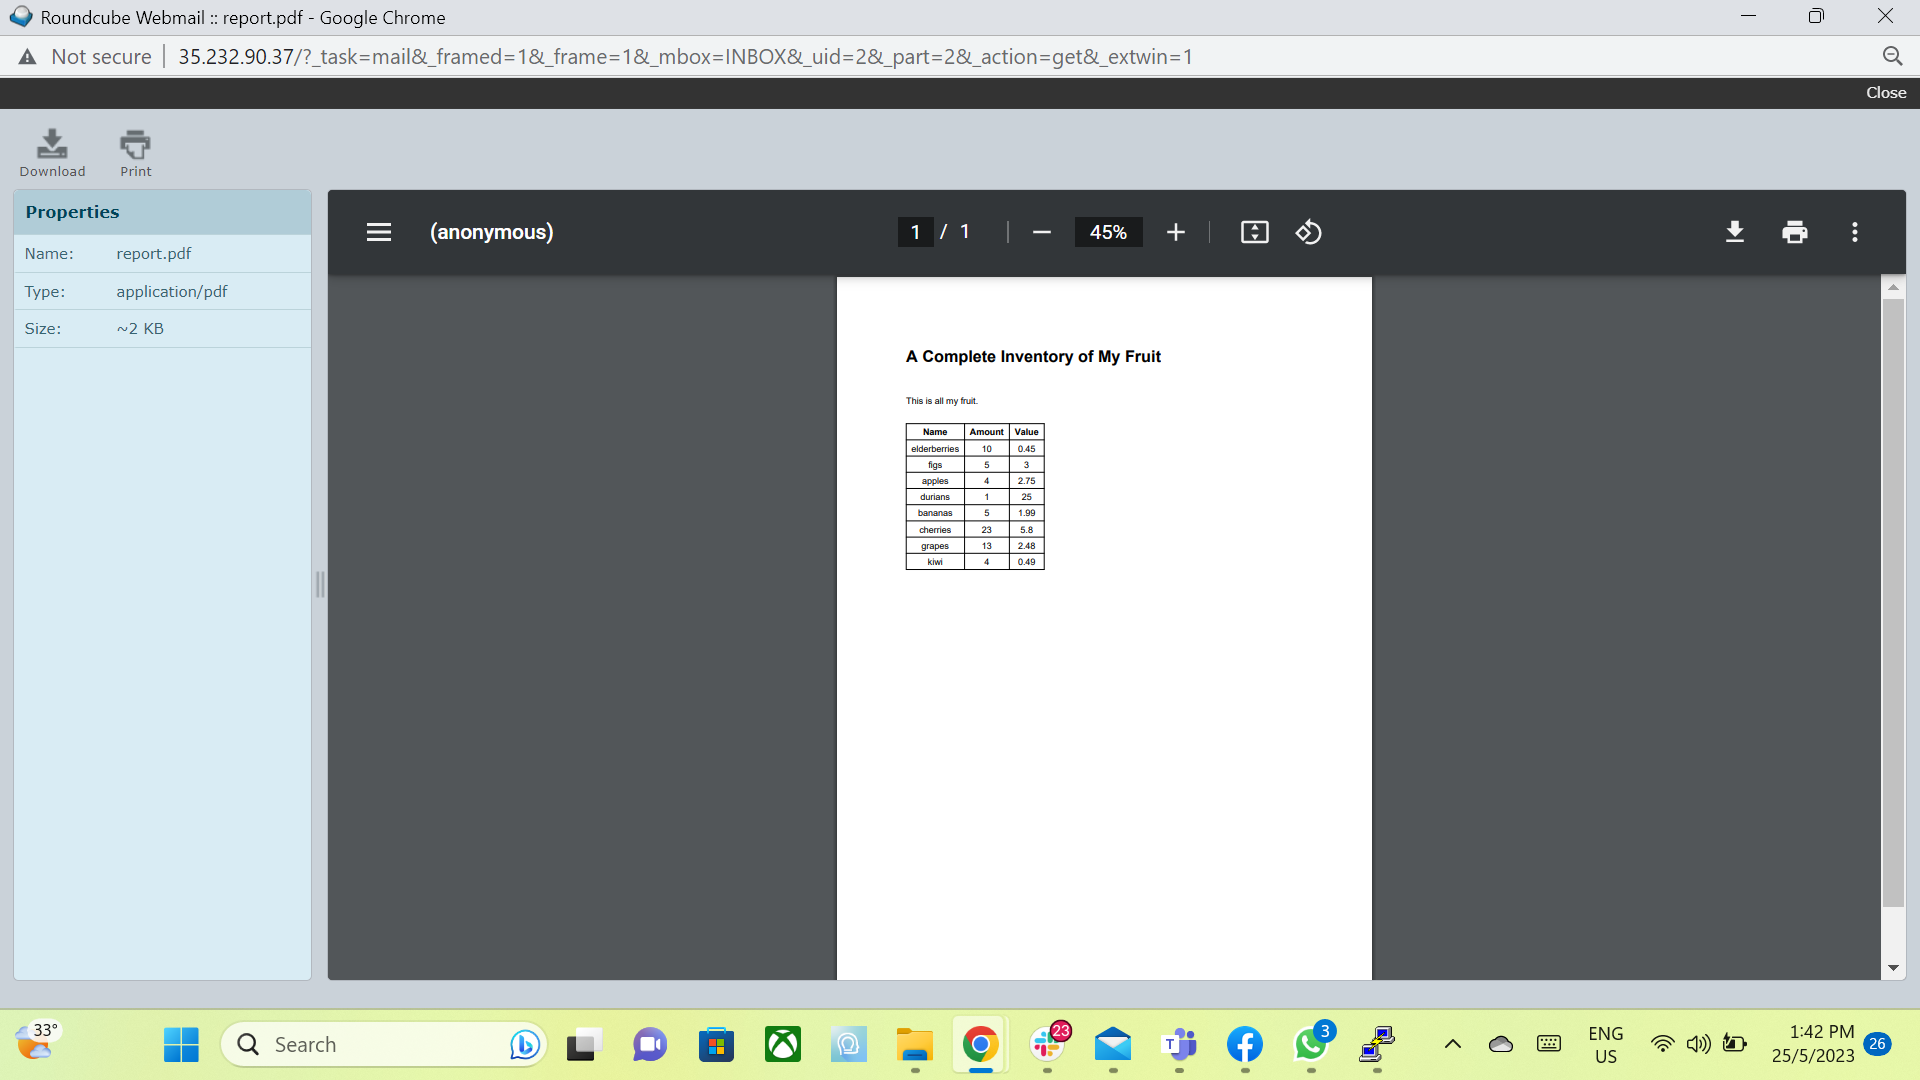 Roundcube Webmail :: report.pdf - Google Chrome
Not secure 35.232.90.37/?_task=mail&_framed=1&_frame=1&_mbox=INBOX&_uid=2&_part=2&_action=get&_extwin=1
Close
Download Print
Properties
Name: report.pdf
Type: application/pdf
Size: ~2 KB
(anonymous) 1 / 1 45%
A Complete Inventory of My Fruit
This is all my fruit.
Name Amount Value
elderberries 10 0.45
figs 5 3
apples 4 2.75
durians 1 25
bananas 5 1.99
cherries 23 5.8
grapes 13 2.48
kiwi 4 0.49
33°
Search
23
T
3
ENG
US
1:42 PM
25/5/2023
26